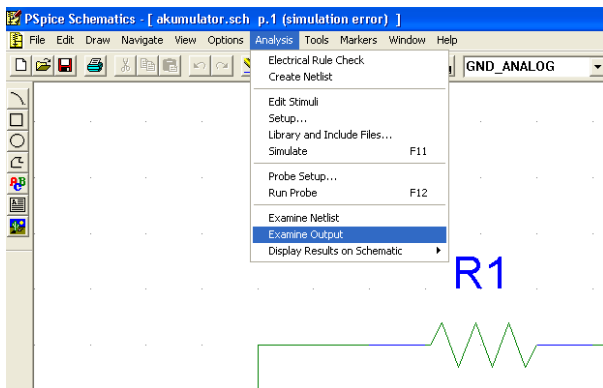 PSpice Schematics - [ akumulator.sch p.1 (simulation error) ]
File Edit Draw Navigate View Options Analysis Tools Markers Window Help
GND_ANALOG
Electrical Rule Check
Create Netlist
Edit Stimuli
Setup...
Library and Include Files...
Simulate F11
Probe Setup...
Run Probe F12
Examine Netlist
Examine Output
Display Results on Schematic
ABC
R1